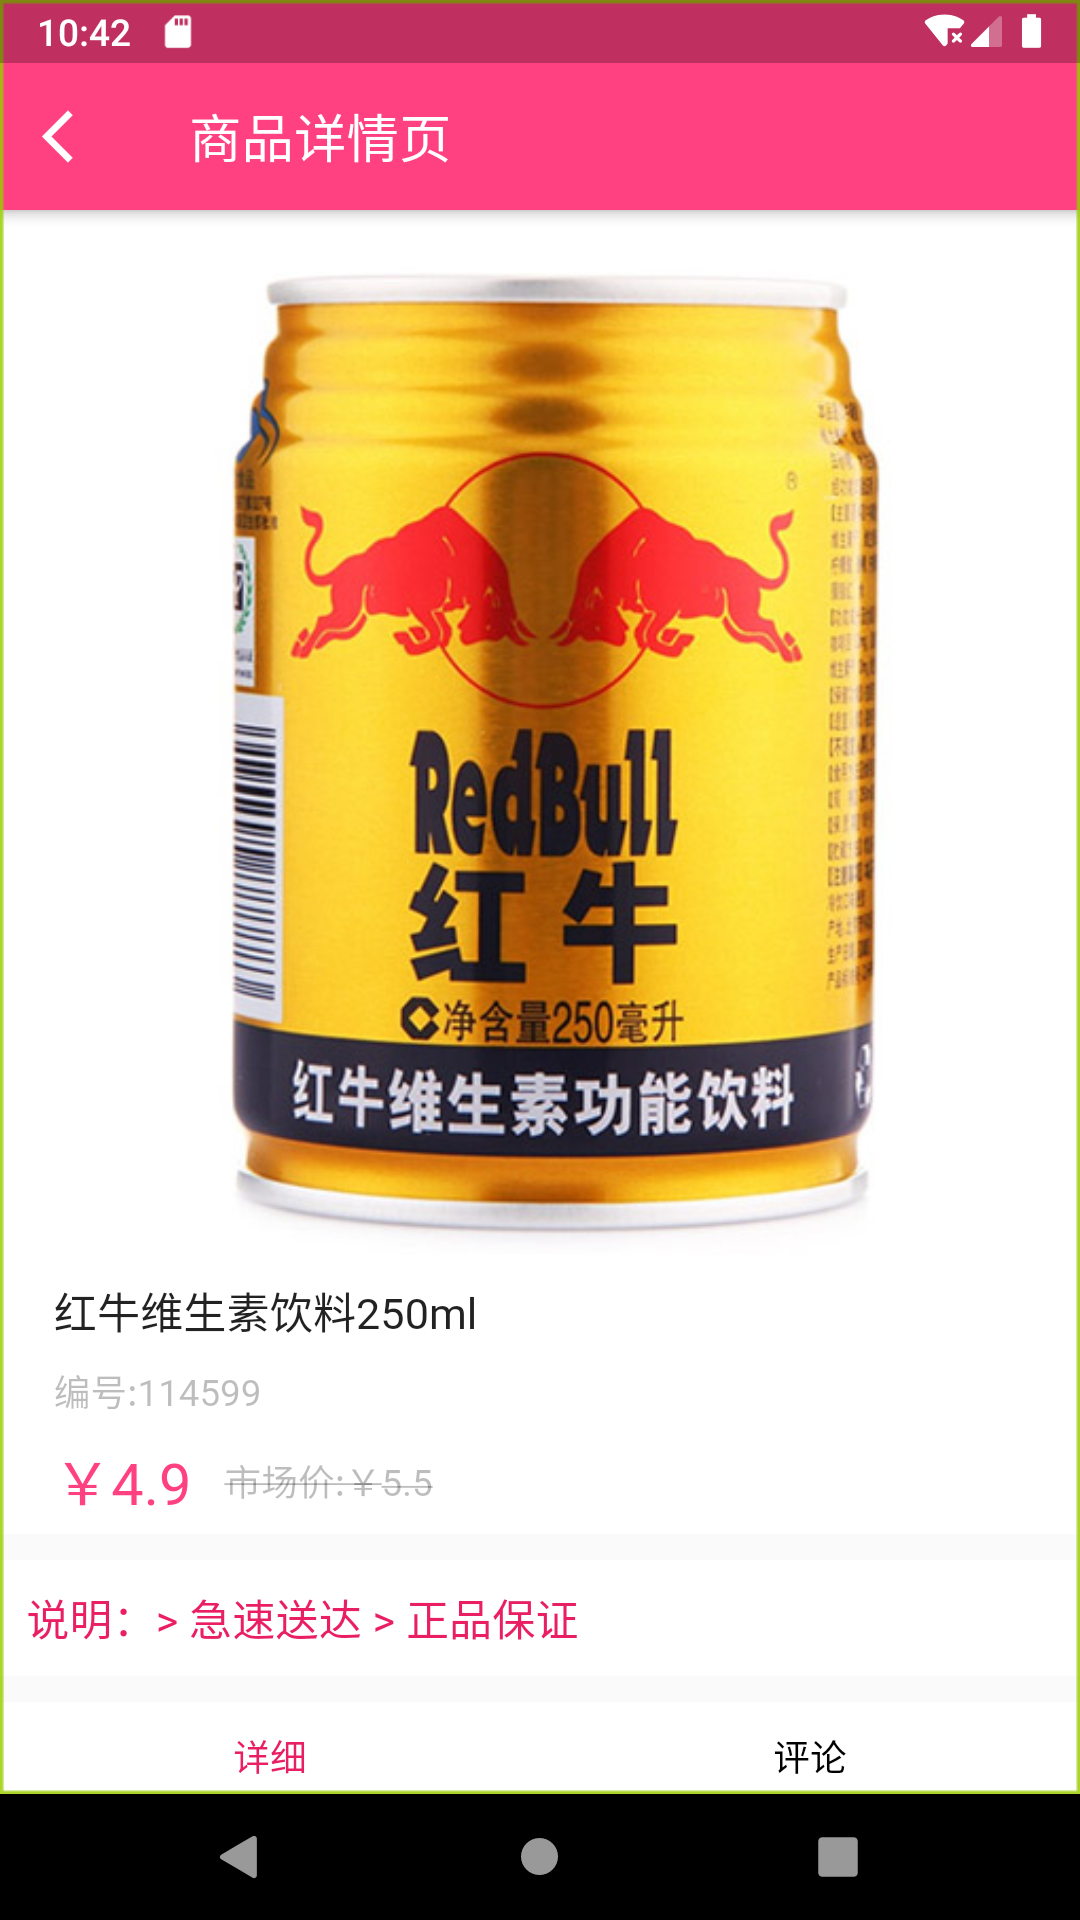 10:42
商品详情页
®
RedBull
红牛
净含量250毫升
红牛维生素功能饮料
红牛维生素饮料250ml
编号:114599
￥4.9 市场价:￥5.5
说明：> 急速送达 > 正品保证
详细 评论